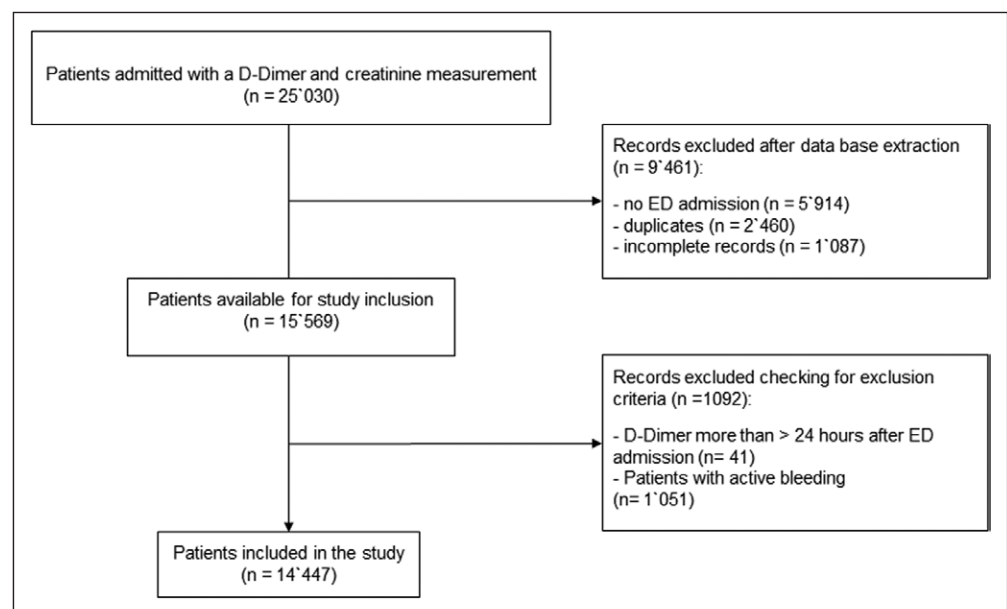 Patients admitted with a D-Dimer and creatinine measurement
(n = 25`030)
Records excluded after data base extraction
(n = 9`461):
- no ED admission (n = 5`914)
- duplicates (n = 2`460)
- incomplete records (n = 1`087)
Patients available for study inclusion
(n = 15`569)
Records excluded checking for exclusion
criteria (n =1092):
- D-Dimer more than > 24 hours after ED
admission (n= 41)
- Patients with active bleeding
(n= 1`051)
Patients included in the study
(n = 14`447)